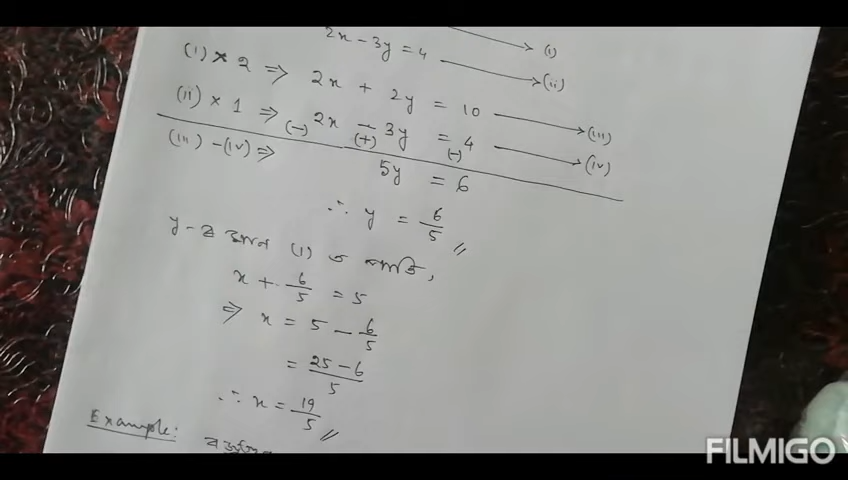 (i)
2x - 3y = 4 (ii)
(i) × 2 ⇒ 2x + 2y = 10 (iii)
(ii) × 1 ⇒ 2x - 3y = 4 (iv)
(-) (+) (-)
(iii) - (iv) ⇒ 5y = 6
∴ y = 6/5 //
y - ৰ মান (i) ত
x + 6/5 = 5
⇒ x = 5 - 6/5
= 25 - 6/5
∴ x = 19/5 //
Example:
FILMIGO